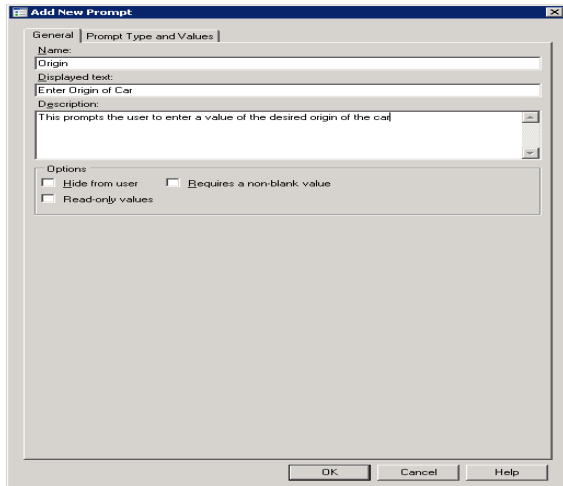 Add New Prompt
General Prompt Type and Values
Name:
Origin
Displayed text:
Enter Origin of Car
Description:
This prompts the user to enter a value of the desired origin of the car
Options
Hide from user Requires a non-blank value
Read-only values
OK Cancel Help